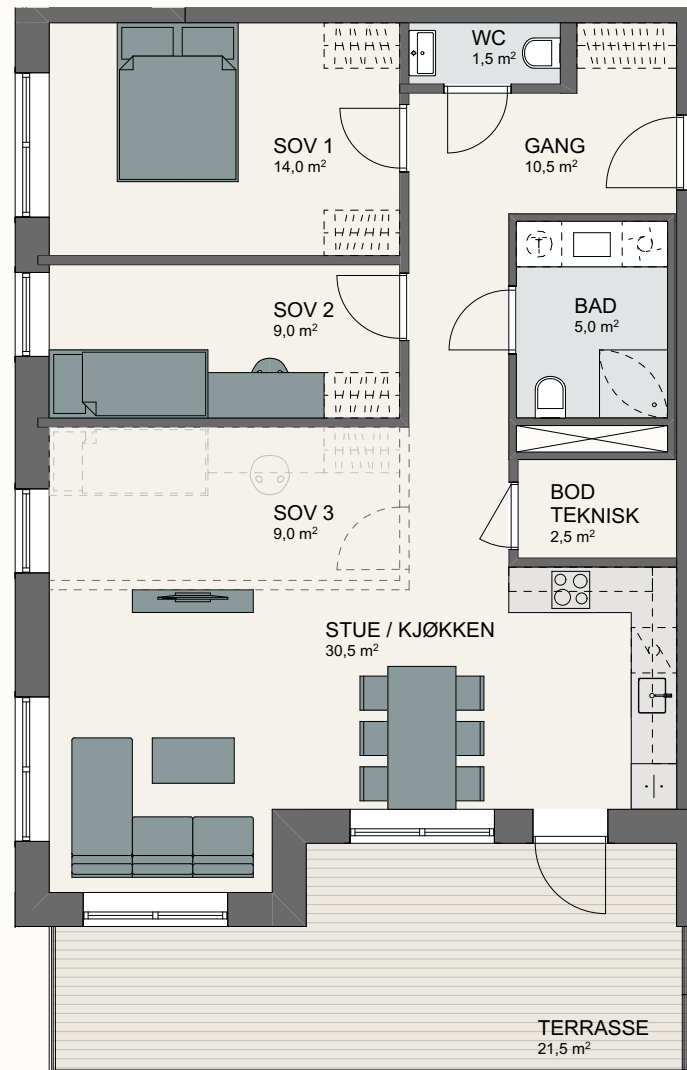 WC
1,5 m²
SOV 1
14,0 m²
GANG
10,5 m²
SOV 2
9,0 m²
BAD
5,0 m²
SOV 3
9,0 m²
BOD
TEKNISK
2,5 m²
STUE / KJØKKEN
30,5 m²
TERRASSE
21,5 m²